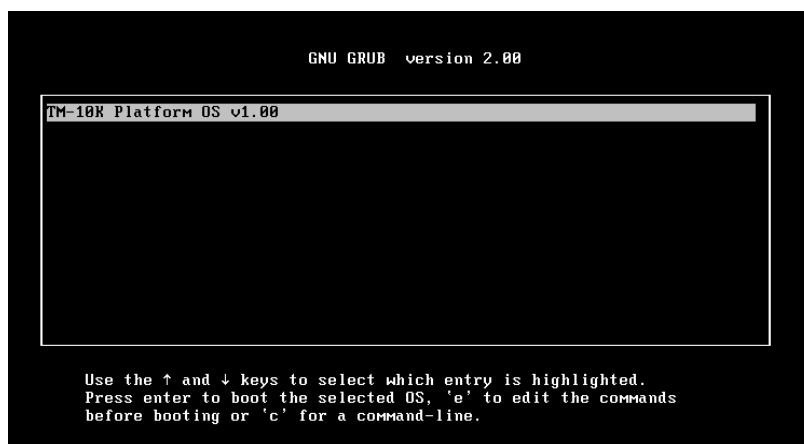 GNU GRUB  version 2.00
TM-10K Platform OS v1.00
Use the ↑ and ↓ keys to select which entry is highlighted.
Press enter to boot the selected OS, `e' to edit the commands
before booting or `c' for a command-line.